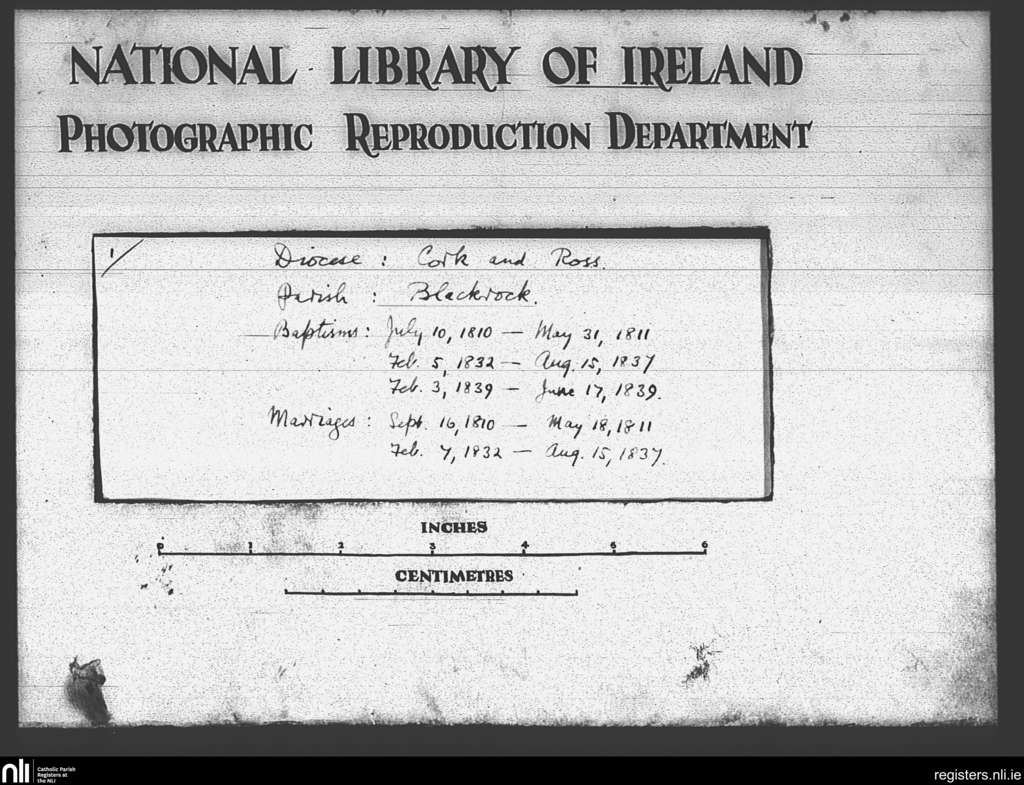 NATIONAL LIBRARY OF IRELAND
PHOTOGRAPHIC REPRODUCTION DEPARTMENT
1/
Diocese : Cork and Ross.
Parish : Blackrock.
Baptisms : July 10, 1810 — May 31, 1811
Feb. 5, 1832 — Aug. 15, 1837
Feb. 3, 1839 — June 17, 1839.
Marriages : Sept. 16, 1810 — May 18, 1811
Feb. 7, 1832 — Aug. 15, 1837.
INCHES
0 1 2 3 4 5 6
CENTIMETRES
nli Catholic Parish
Registers at
the NLI
registers.nli.ie